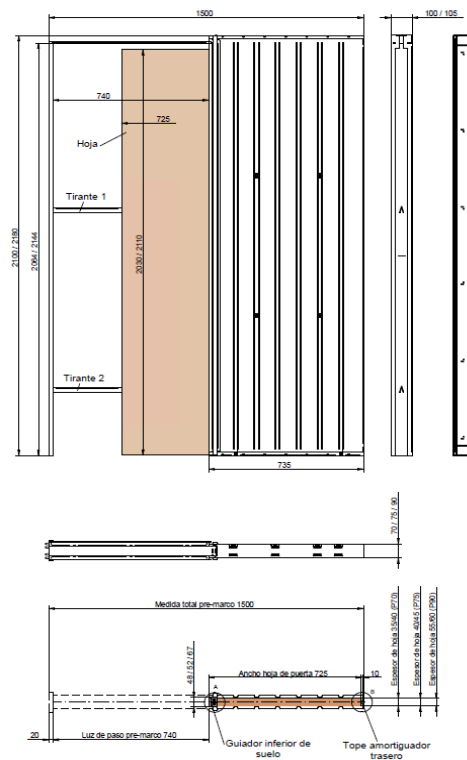 1500
100 / 105
740
725
Hoja
Tirante 1
2100 / 2180
2064 / 2144
2030 / 2110
Tirante 2
735
70 / 75 / 90
Medida total pre-marco 1500
Espesor de hoja 35/40 (P70)
Espesor de hoja 40/45 (P75)
Espesor de hoja 55/60 (P90)
48 / 52 / 67
A
Ancho hoja de puerta 725
10
B
20
Luz de paso pre-marco 740
Guiador inferior de
suelo
Tope amortiguador
trasero